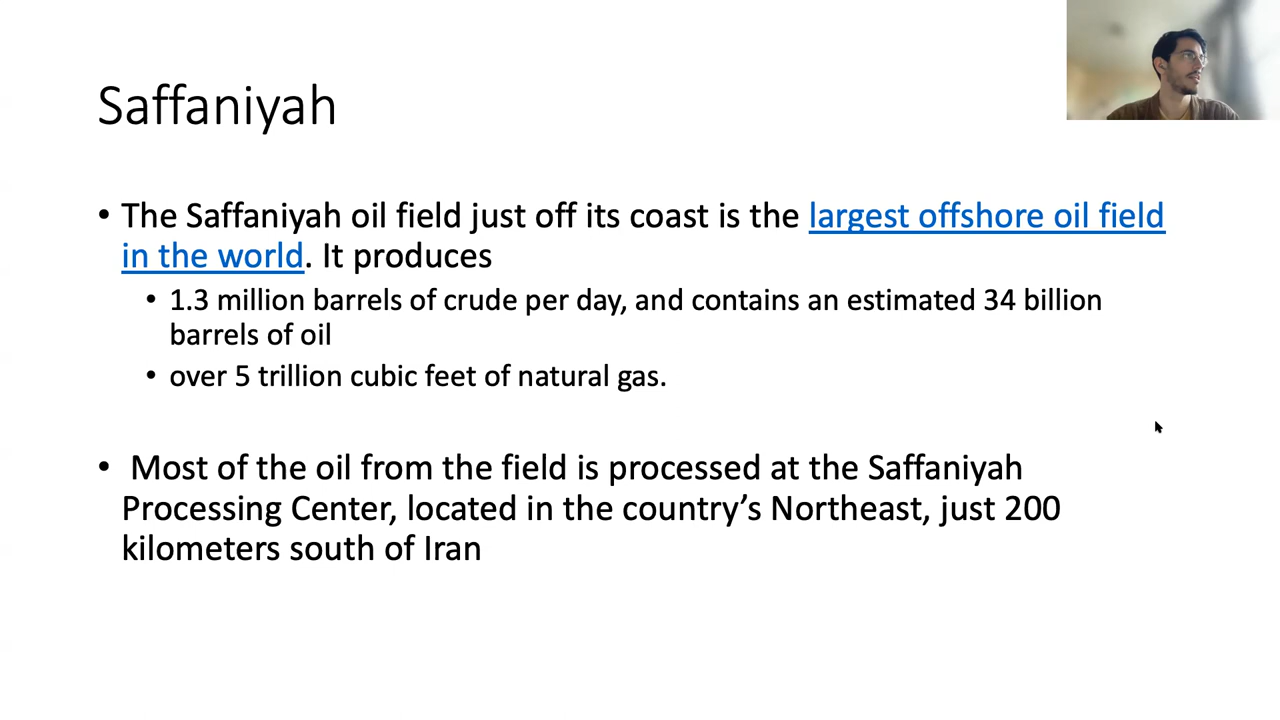 Saffaniyah
• The Saffaniyah oil field just off its coast is the largest offshore oil field
in the world. It produces
• 1.3 million barrels of crude per day, and contains an estimated 34 billion
barrels of oil
• over 5 trillion cubic feet of natural gas.
• Most of the oil from the field is processed at the Saffaniyah
Processing Center, located in the country’s Northeast, just 200
kilometers south of Iran